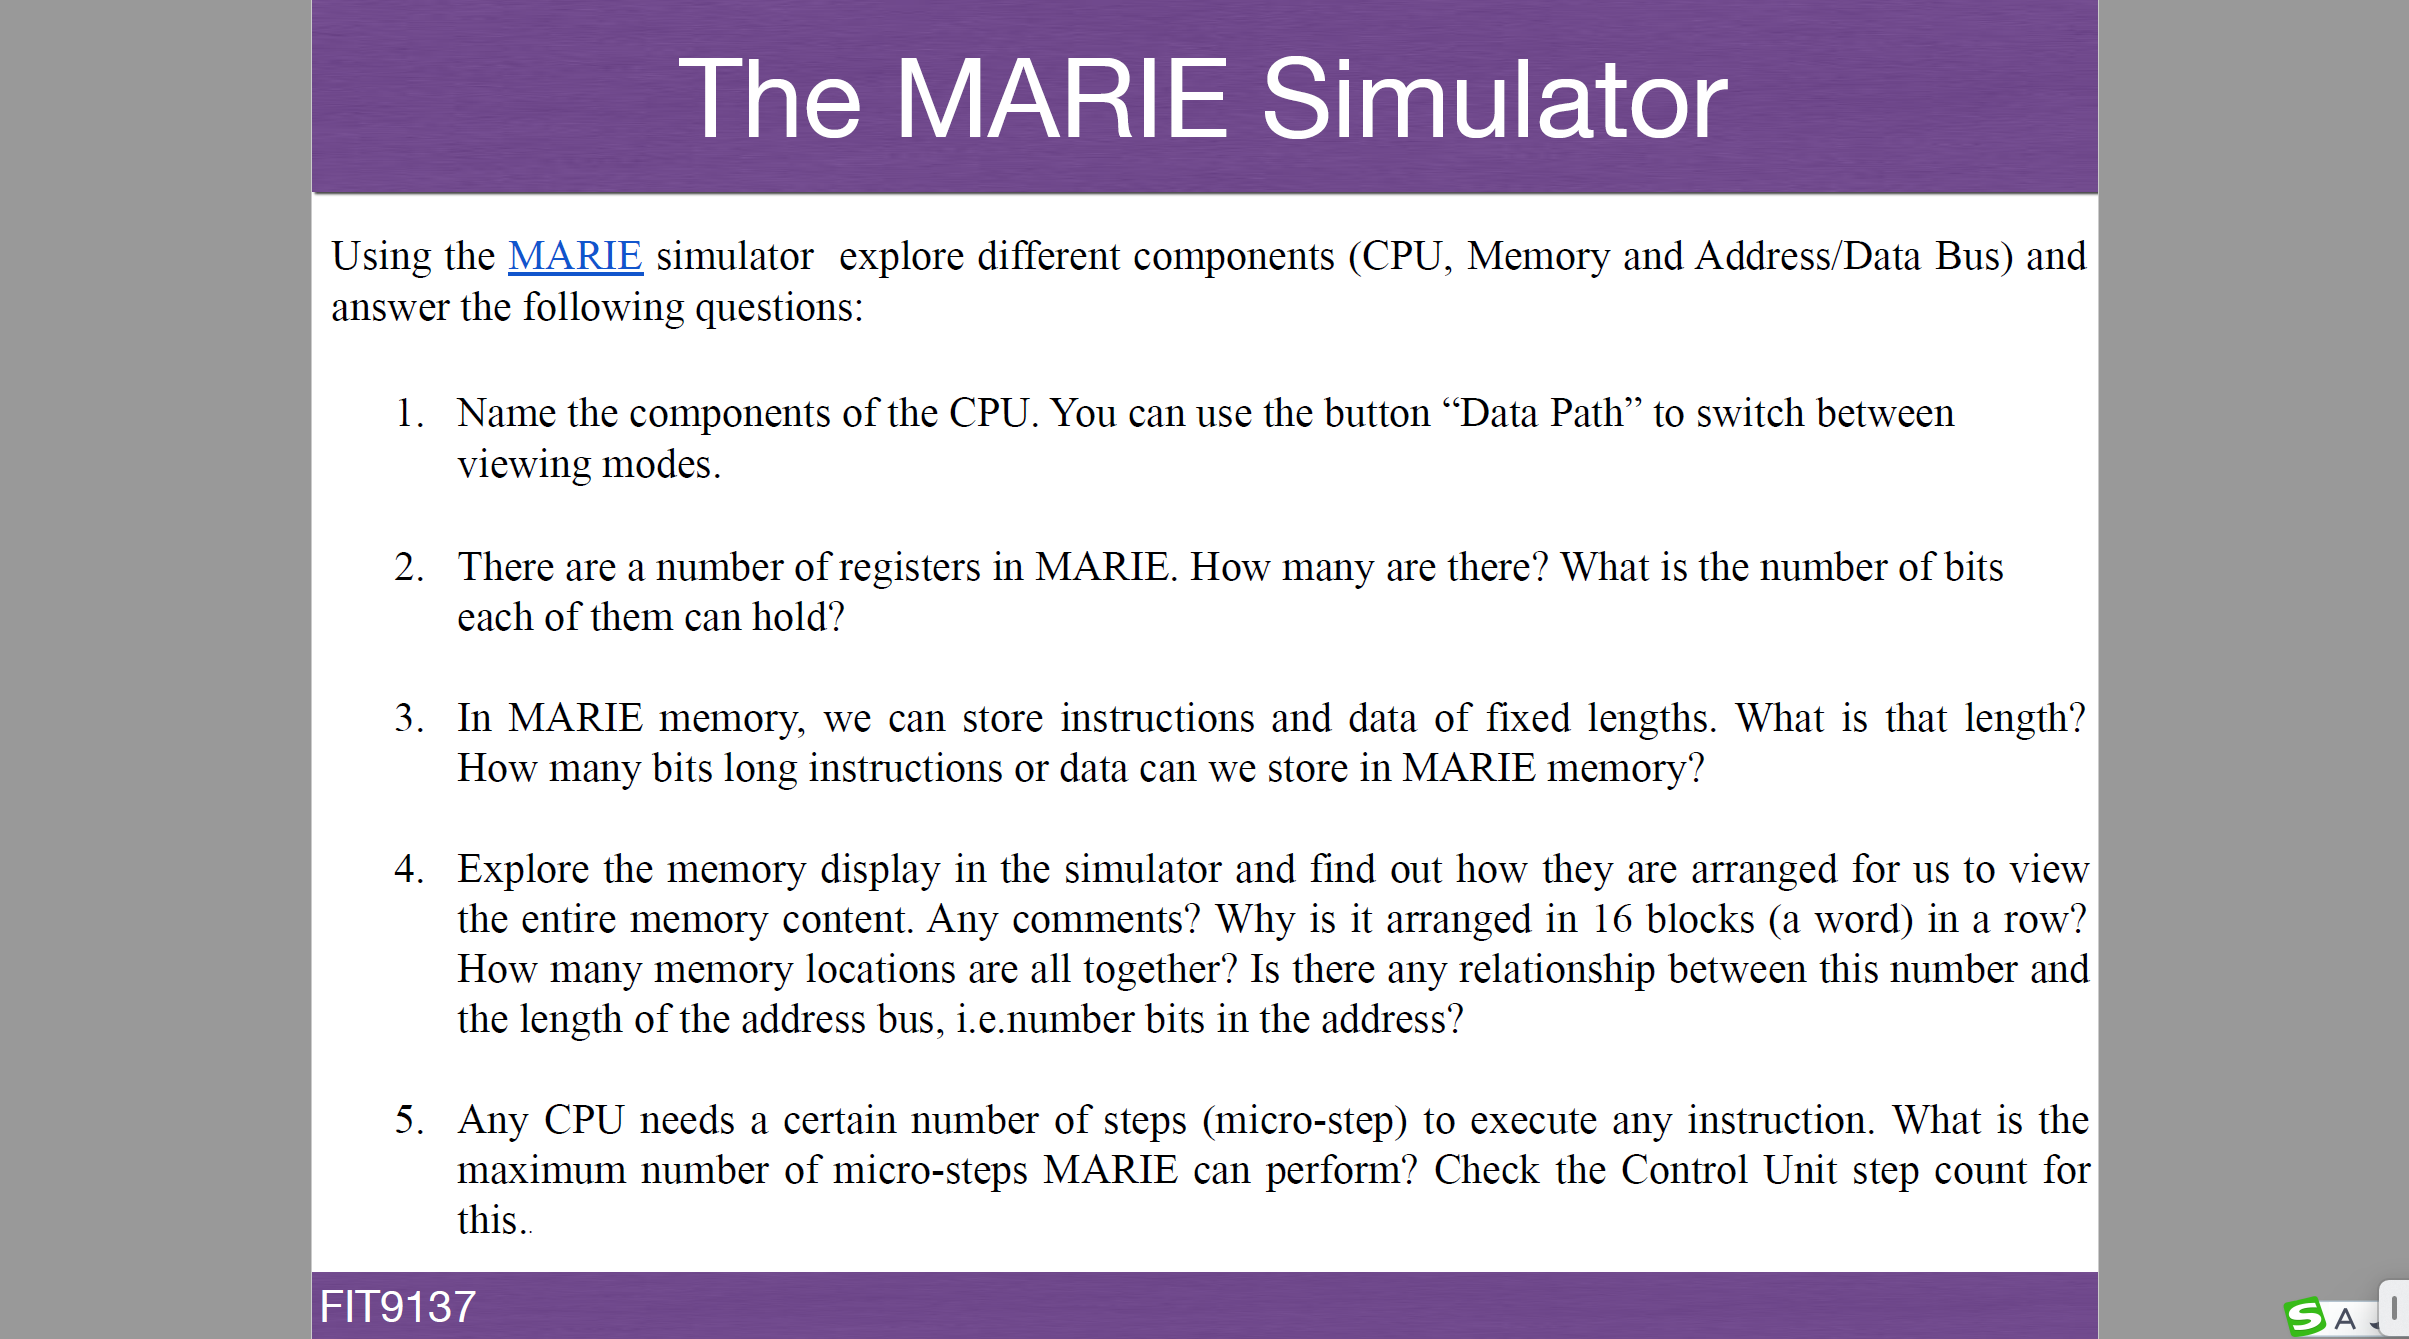 The MARIE Simulator
Using the MARIE simulator explore different components (CPU, Memory and Address/Data Bus) and
answer the following questions:
1. Name the components of the CPU. You can use the button “Data Path” to switch between
viewing modes.
2. There are a number of registers in MARIE. How many are there? What is the number of bits
each of them can hold?
3. In MARIE memory, we can store instructions and data of fixed lengths. What is that length?
How many bits long instructions or data can we store in MARIE memory?
4. Explore the memory display in the simulator and find out how they are arranged for us to view
the entire memory content. Any comments? Why is it arranged in 16 blocks (a word) in a row?
How many memory locations are all together? Is there any relationship between this number and
the length of the address bus, i.e.number bits in the address?
5. Any CPU needs a certain number of steps (micro-step) to execute any instruction. What is the
maximum number of micro-steps MARIE can perform? Check the Control Unit step count for
this..
FIT9137
S A